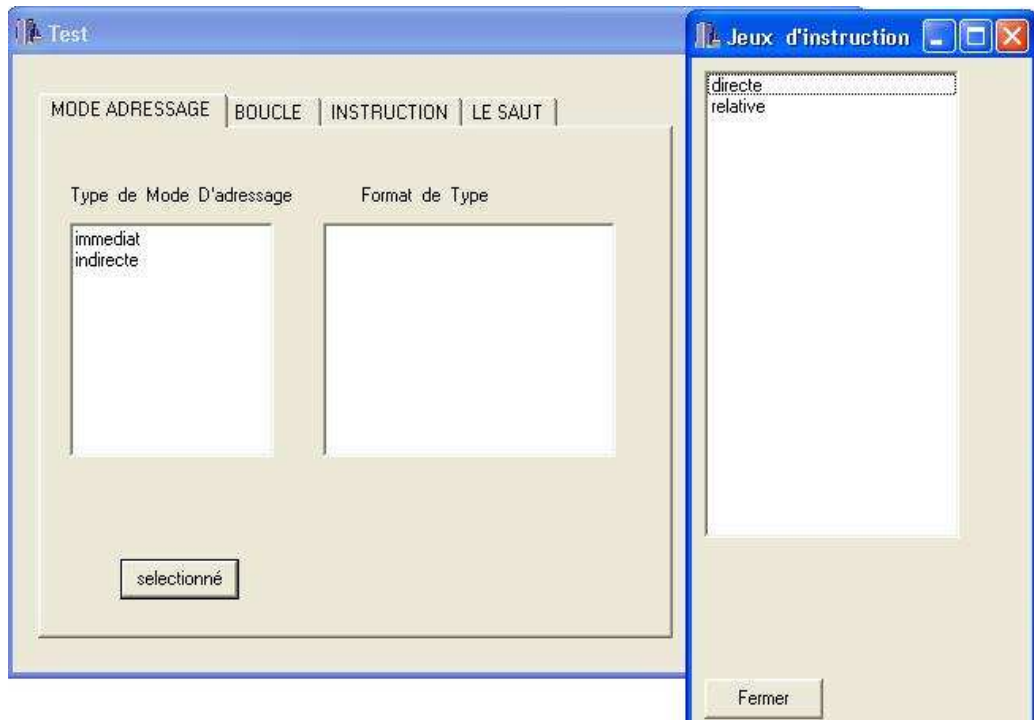 Test
MODE ADRESSAGE BOUCLE INSTRUCTION LE SAUT
Type de Mode D'adressage
Format de Type
immediat
indirecte
selectionné
Jeux d'instruction
directe
relative
Fermer